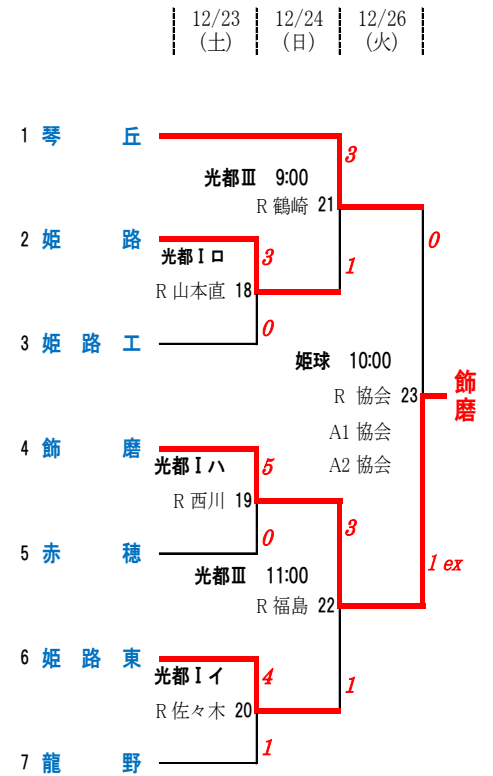 12/23 12/24 12/26
(土) (日) (火)
1 琴 丘
3
光都Ⅲ 9:00
R 鶴崎 21
2 姫 路
0
光都Ⅰロ 3
1
R 山本直 18
0
3 姫 路 工
姫球 10:00
飾磨
R 協会 23
A1 協会
4 飾 磨
光都Ⅰハ 5
A2 協会
R 西川 19
3
0
5 赤 穂
1 ex
光都Ⅲ 11:00
R 福島 22
6 姫 路 東
光都Ⅰイ 4
1
R 佐々木 20
1
7 龍 野